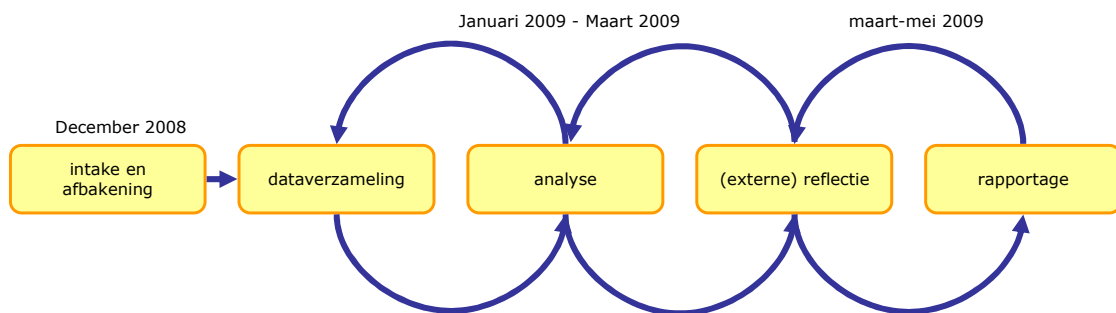 Januari 2009 - Maart 2009
maart-mei 2009
December 2008
intake en
afbakening
dataverzameling
analyse
(externe) reflectie
rapportage